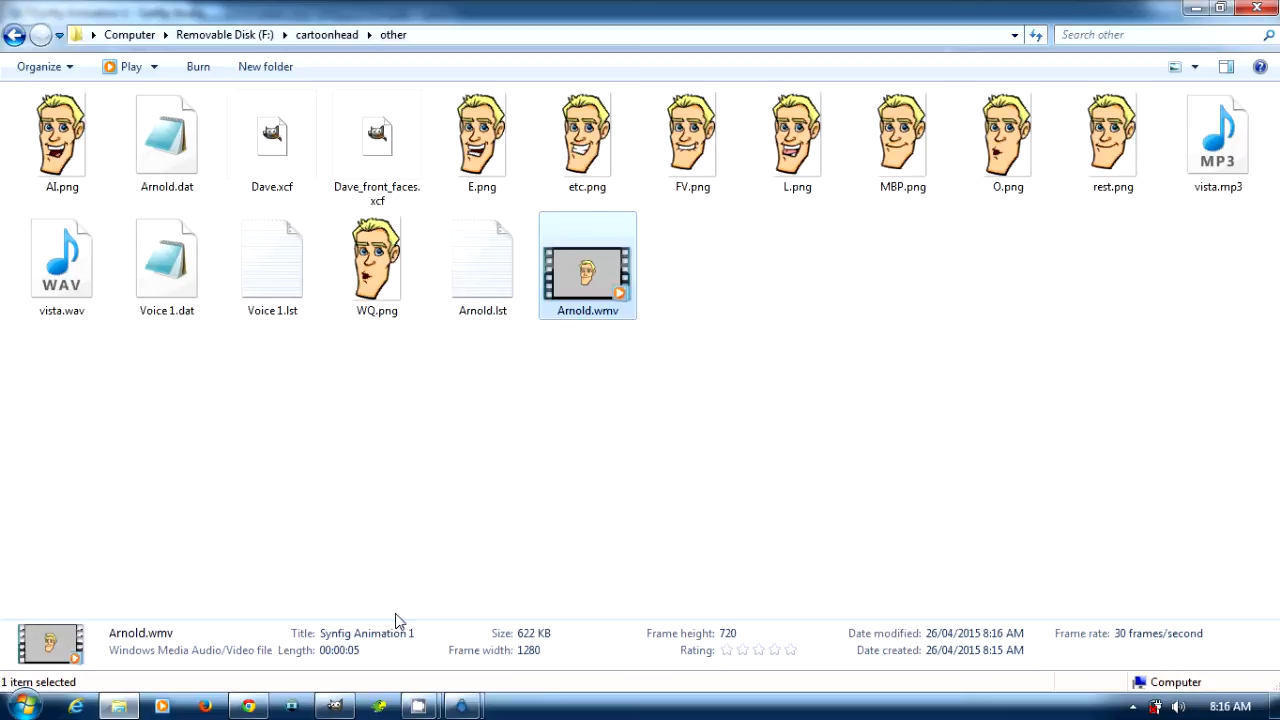 Computer ▸ Removable Disk (F:) ▸ cartoonhead ▸ other
Search other
Organize Play Burn New folder
AI.png
Arnold.dat
Dave.xcf
Dave_front_faces.
xcf
E.png
etc.png
FV.png
L.png
MBP.png
O.png
rest.png
MP3
vista.mp3
WAV
vista.wav
Voice 1.dat
Voice 1.lst
WQ.png
Arnold.lst
Arnold.wmv
Arnold.wmv Title: Synfig Animation 1 Size: 622 KB Frame height: 720 Date modified: 26/04/2015 8:16 AM Frame rate: 30 frames/second
Windows Media Audio/Video file Length: 00:00:05 Frame width: 1280 Rating: Date created: 26/04/2015 8:15 AM
1 item selected Computer
8:16 AM